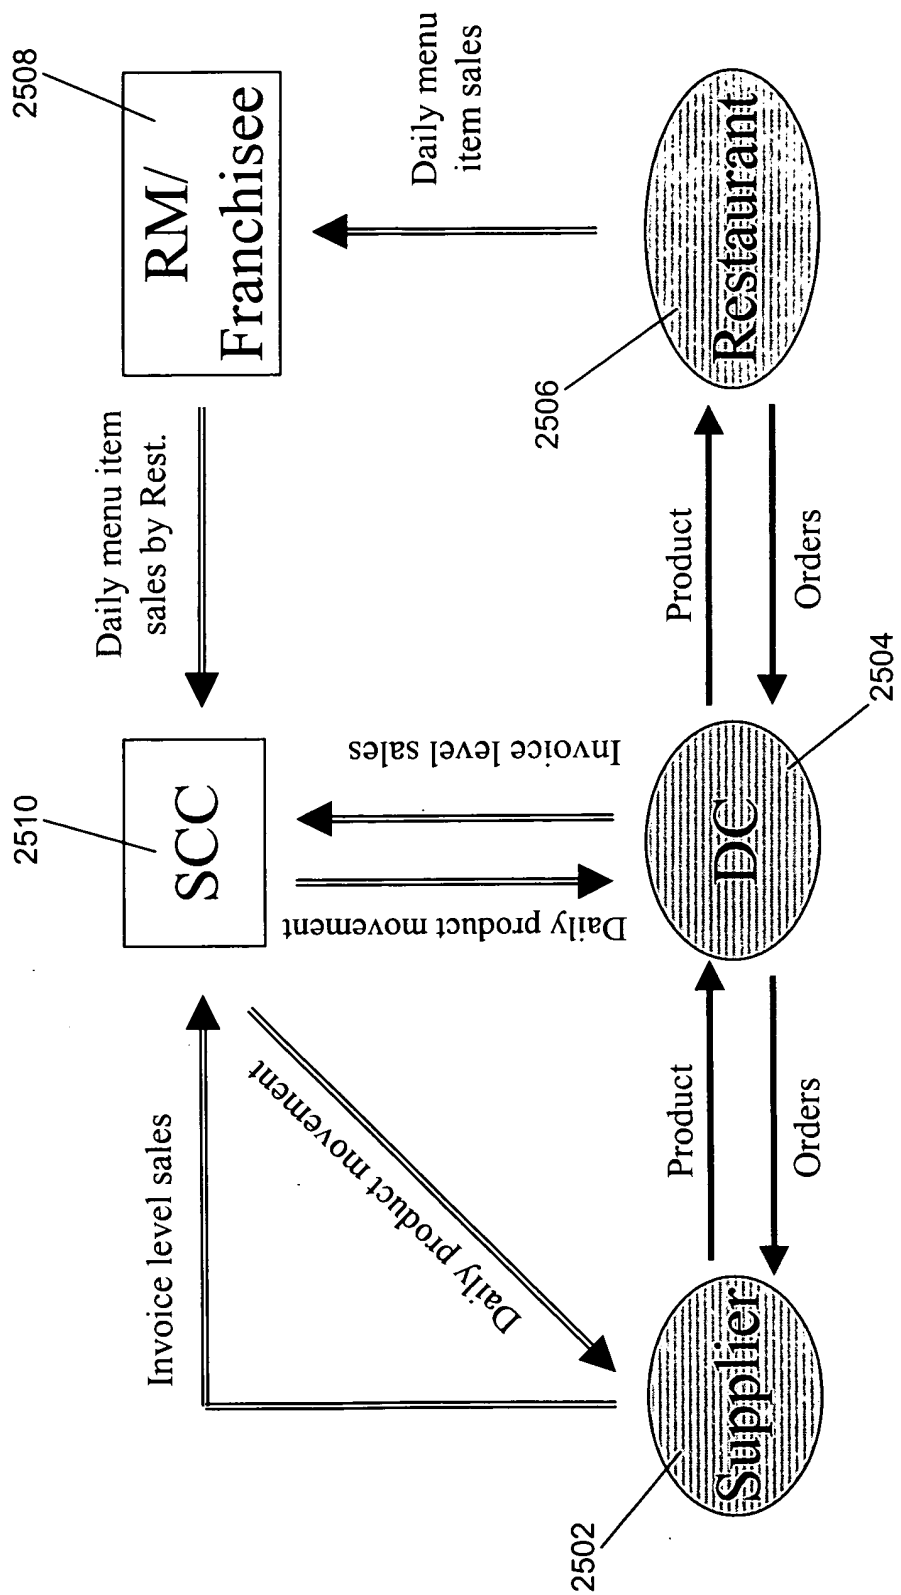 2510
2508
SCC
RM/
Franchisee
Invoice level sales
Daily menu item
sales by Rest.
Daily product movement
Daily product movement
Invoice level sales
Daily menu
item sales
2502
2506
Supplier
Product
DC
Product
Restaurant
Orders
Orders
2504